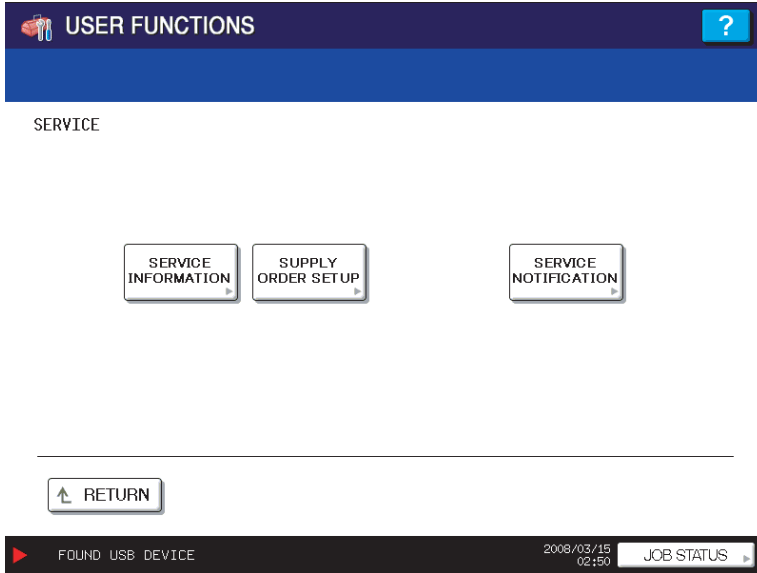 USER FUNCTIONS
?
SERVICE
SERVICE
INFORMATION
SUPPLY
ORDER SETUP
SERVICE
NOTIFICATION
RETURN
FOUND USB DEVICE
2008/03/15
02:50
JOB STATUS